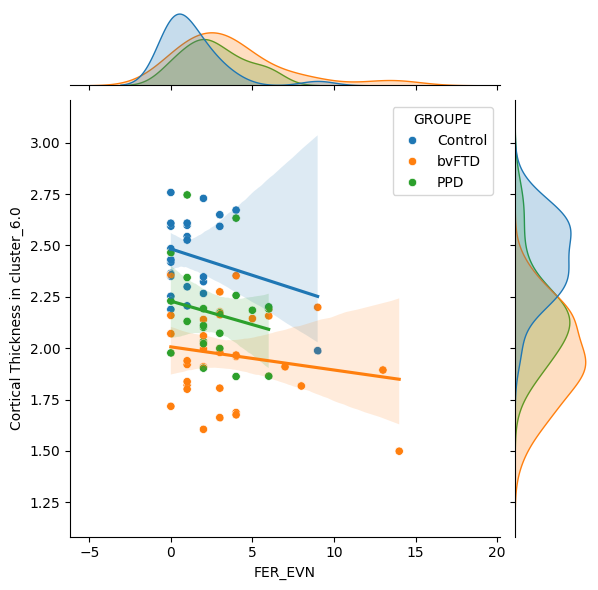 GROUPE
Control
bvFTD
PPD
3.00
2.75
2.50
2.25
2.00
1.75
1.50
1.25
Cortical Thickness in cluster_6.0
−5
0
5
10
15
20
FER_EVN